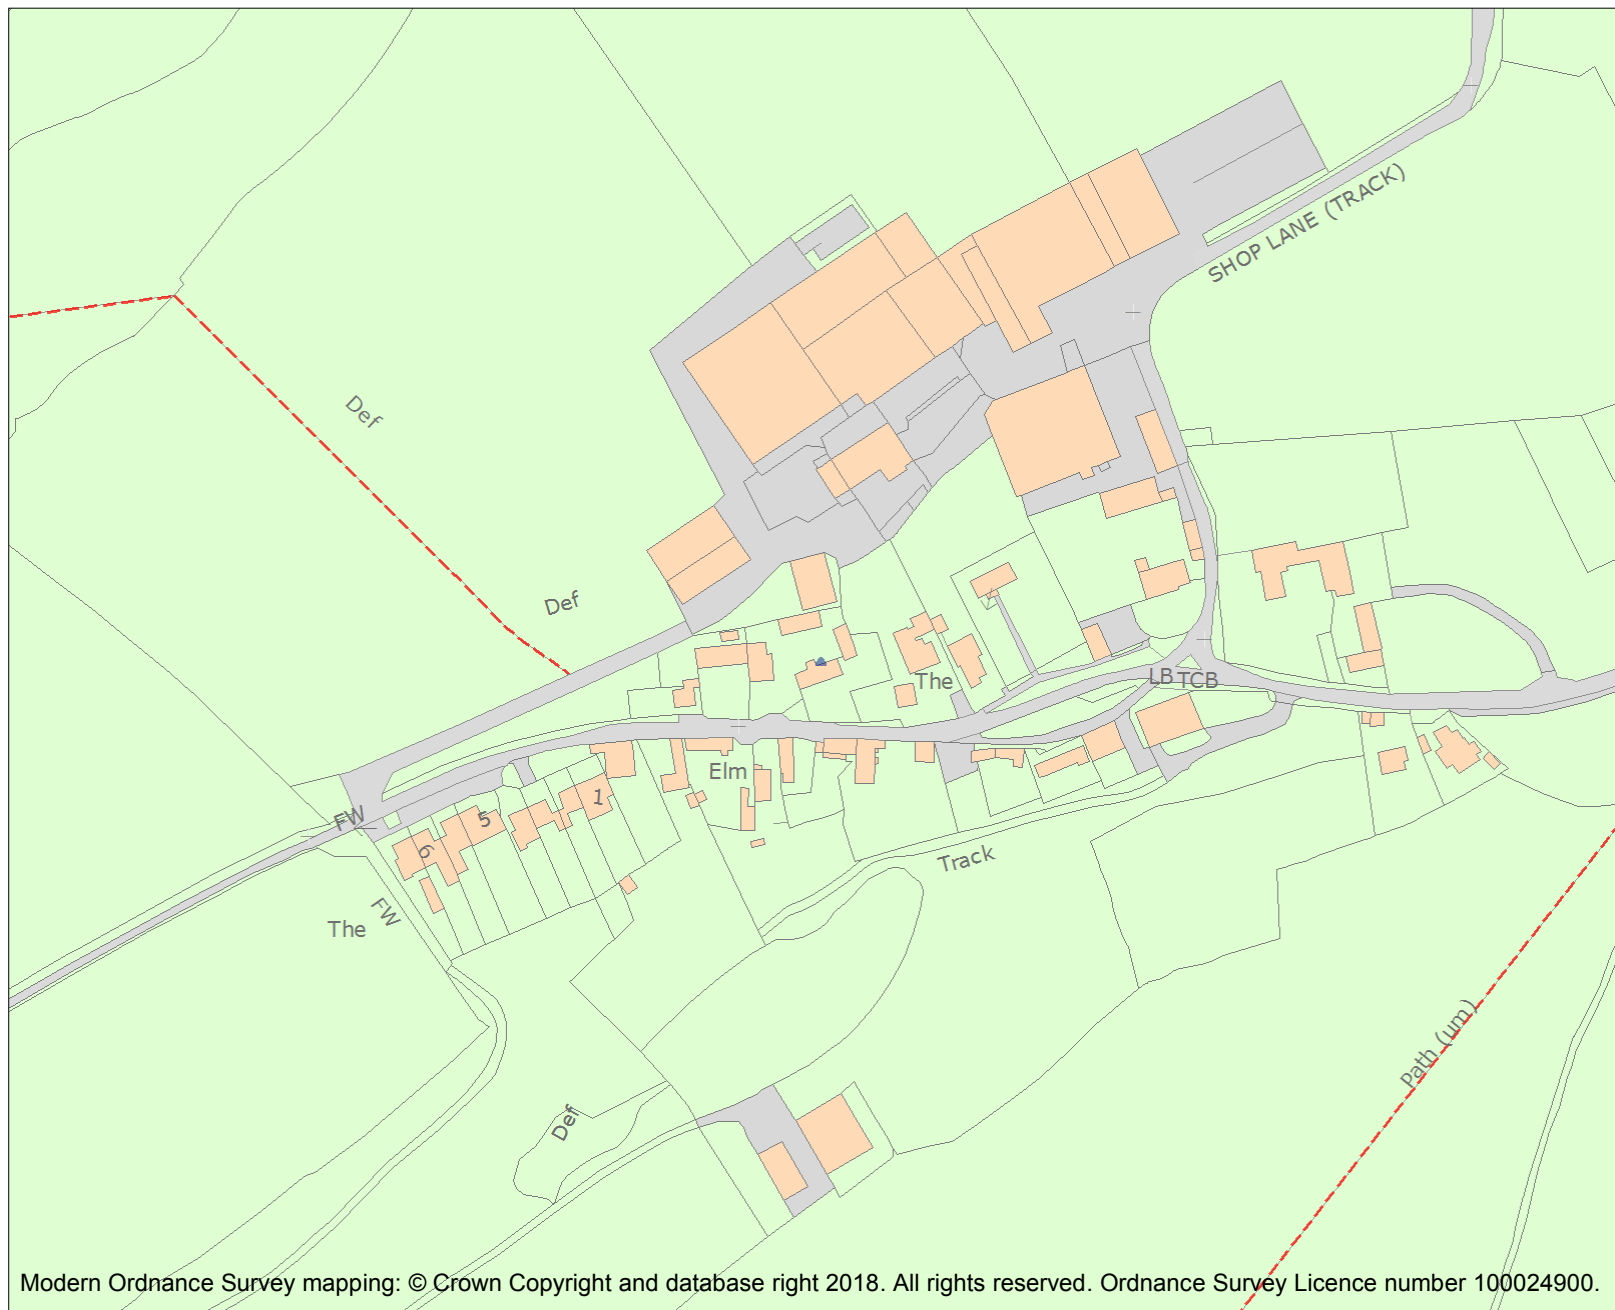 SHOP LANE (TRACK)
Def
Def
The
LB
TCB
Elm
1
5
6
FW
FW
The
Track
Path (um)
Def
Modern Ordnance Survey mapping: © Crown Copyright and database right 2018. All rights reserved. Ordnance Survey Licence number 100024900.